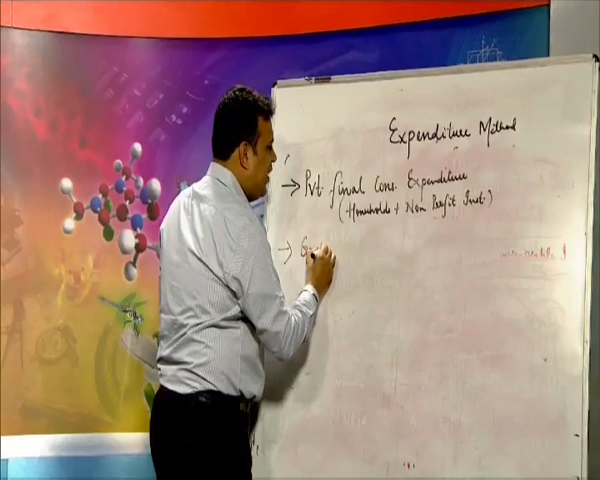 Expenditure Method
→ Pvt. final Cons. Expenditure
(Households + Non Profit Inst.)
→ G